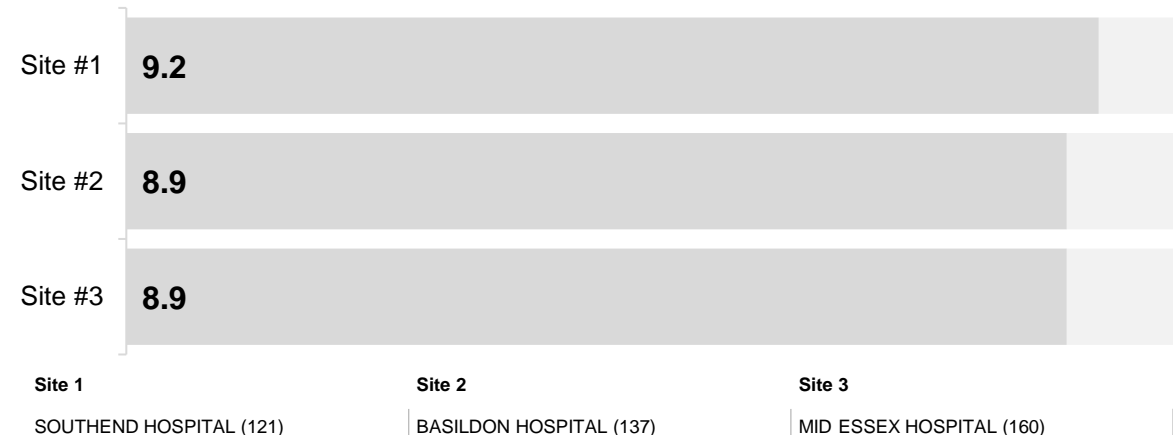 Site #1 9.2
Site #2 8.9
Site #3 8.9
Site 1 Site 2 Site 3
SOUTHEND HOSPITAL (121) BASILDON HOSPITAL (137) MID ESSEX HOSPITAL (160)